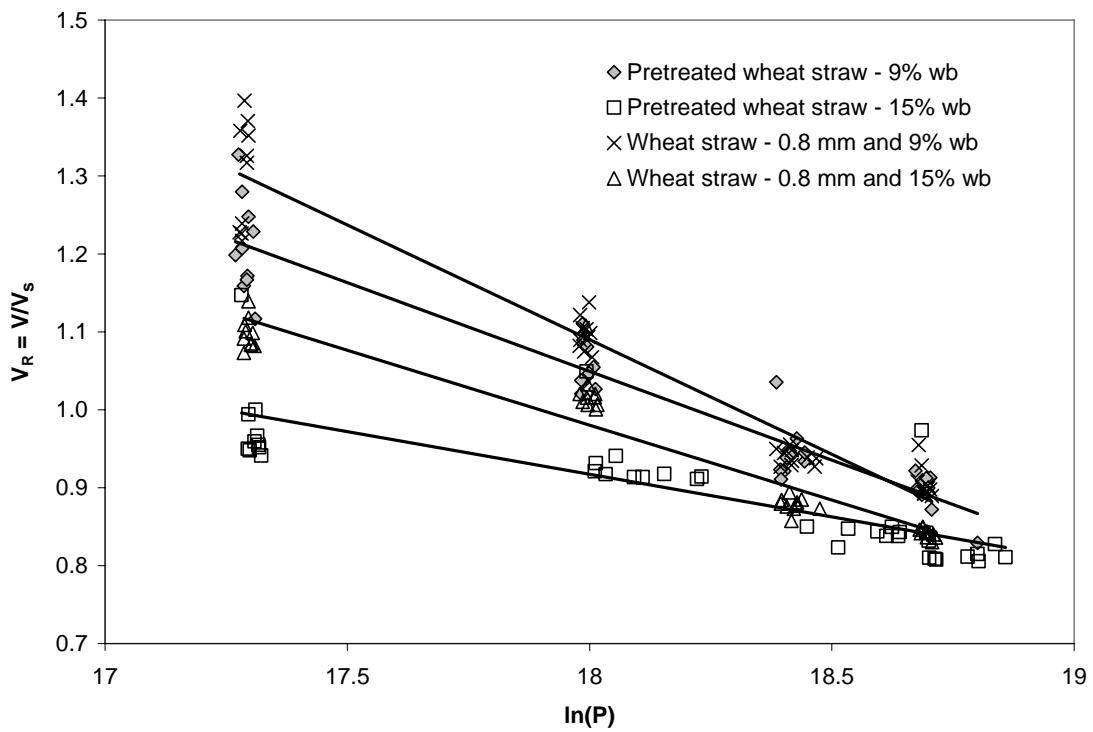 1.5
1.4
1.3
1.2
1.1
1.0
0.9
0.8
0.7
V_R = V/V_s
Pretreated wheat straw - 9% wb
Pretreated wheat straw - 15% wb
Wheat straw - 0.8 mm and 9% wb
Wheat straw - 0.8 mm and 15% wb
17 17.5 18 18.5 19
ln(P)